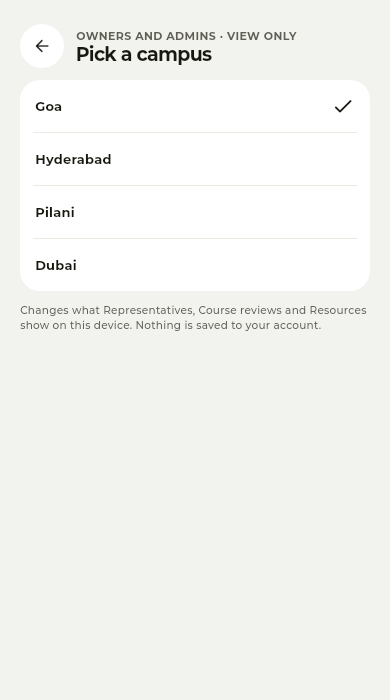 OWNERS AND ADMINS · VIEW ONLY
Pick a campus
Goa
Hyderabad
Pilani
Dubai
Changes what Representatives, Course reviews and Resources
show on this device. Nothing is saved to your account.